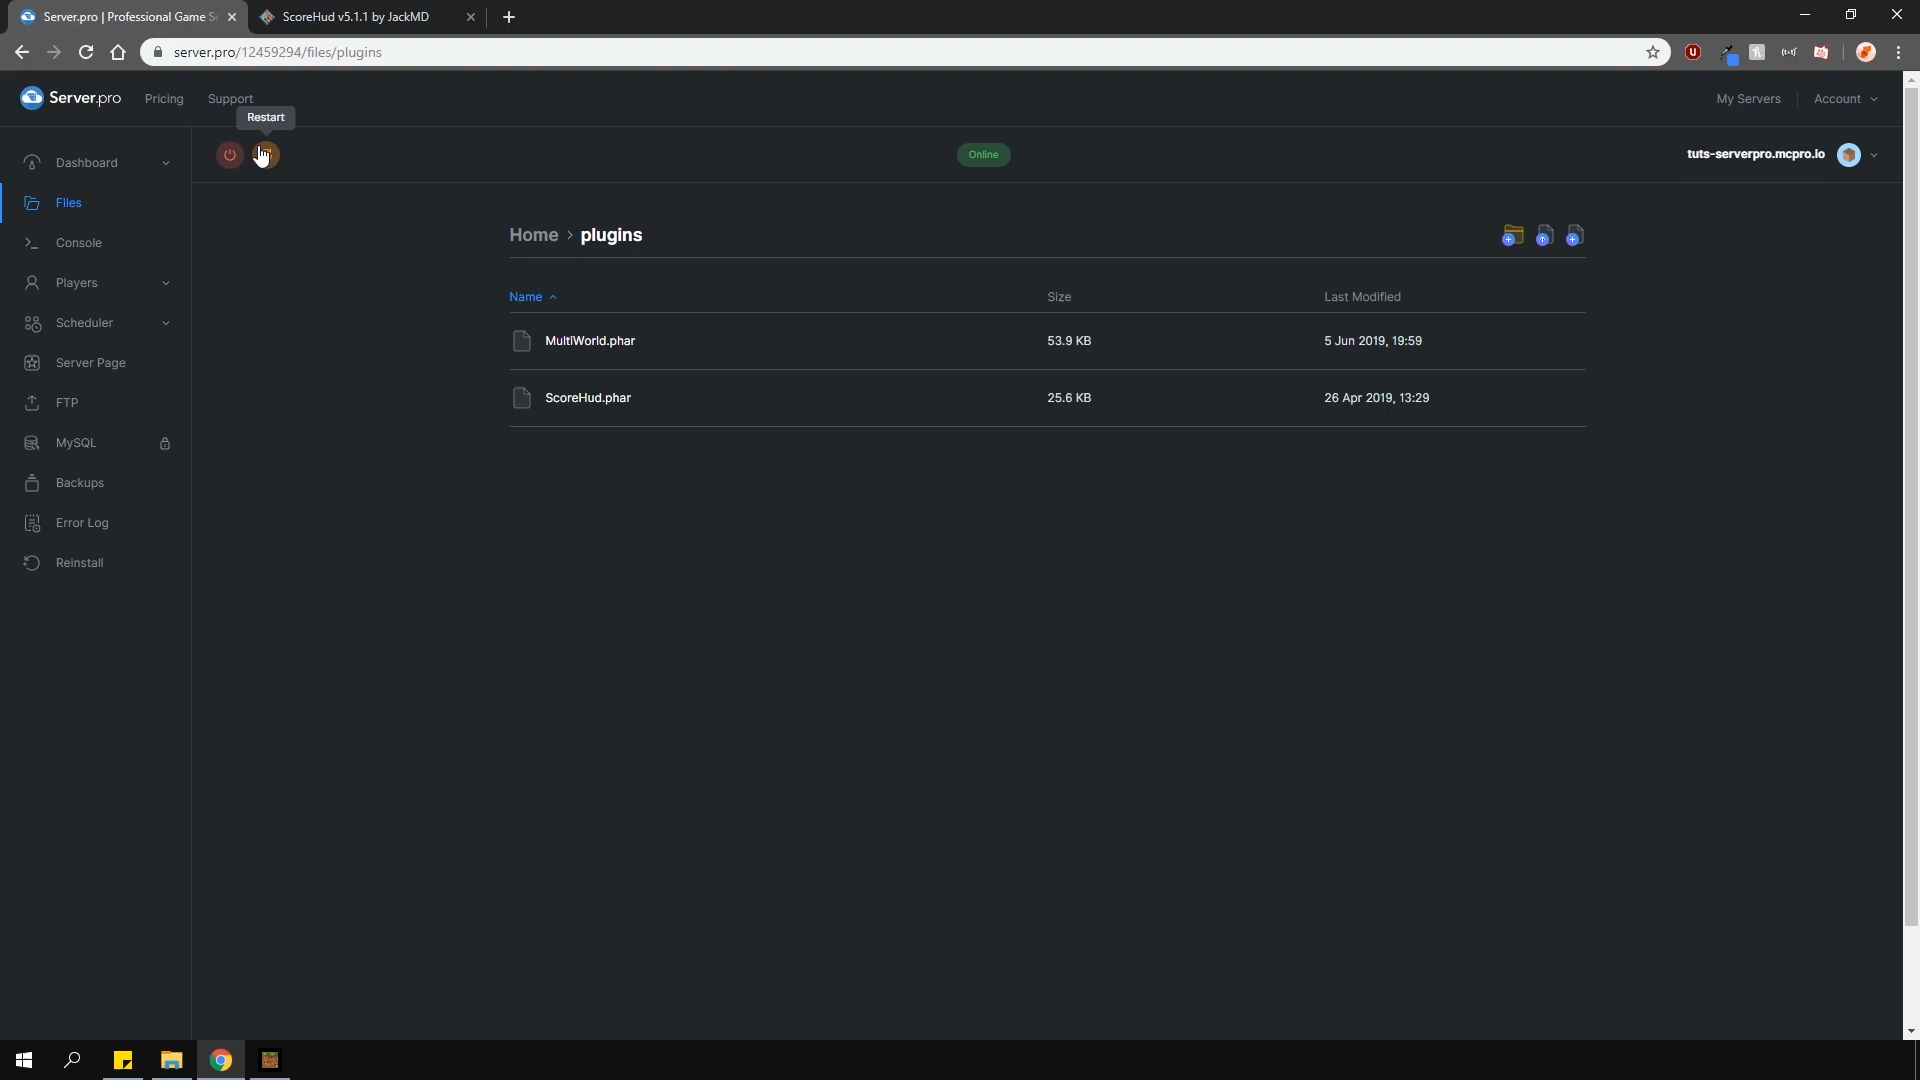 Server.pro | Professional Game S
ScoreHud v5.1.1 by JackMD
server.pro/12459294/files/plugins
Server.pro
Pricing
Support
My Servers
Account
Restart
Online
tuts-serverpro.mcpro.io
Dashboard
Files
Console
Players
Scheduler
Server Page
FTP
MySQL
Backups
Error Log
Reinstall
Home > plugins
Name
Size
Last Modified
MultiWorld.phar
53.9 KB
5 Jun 2019, 19:59
ScoreHud.phar
25.6 KB
26 Apr 2019, 13:29